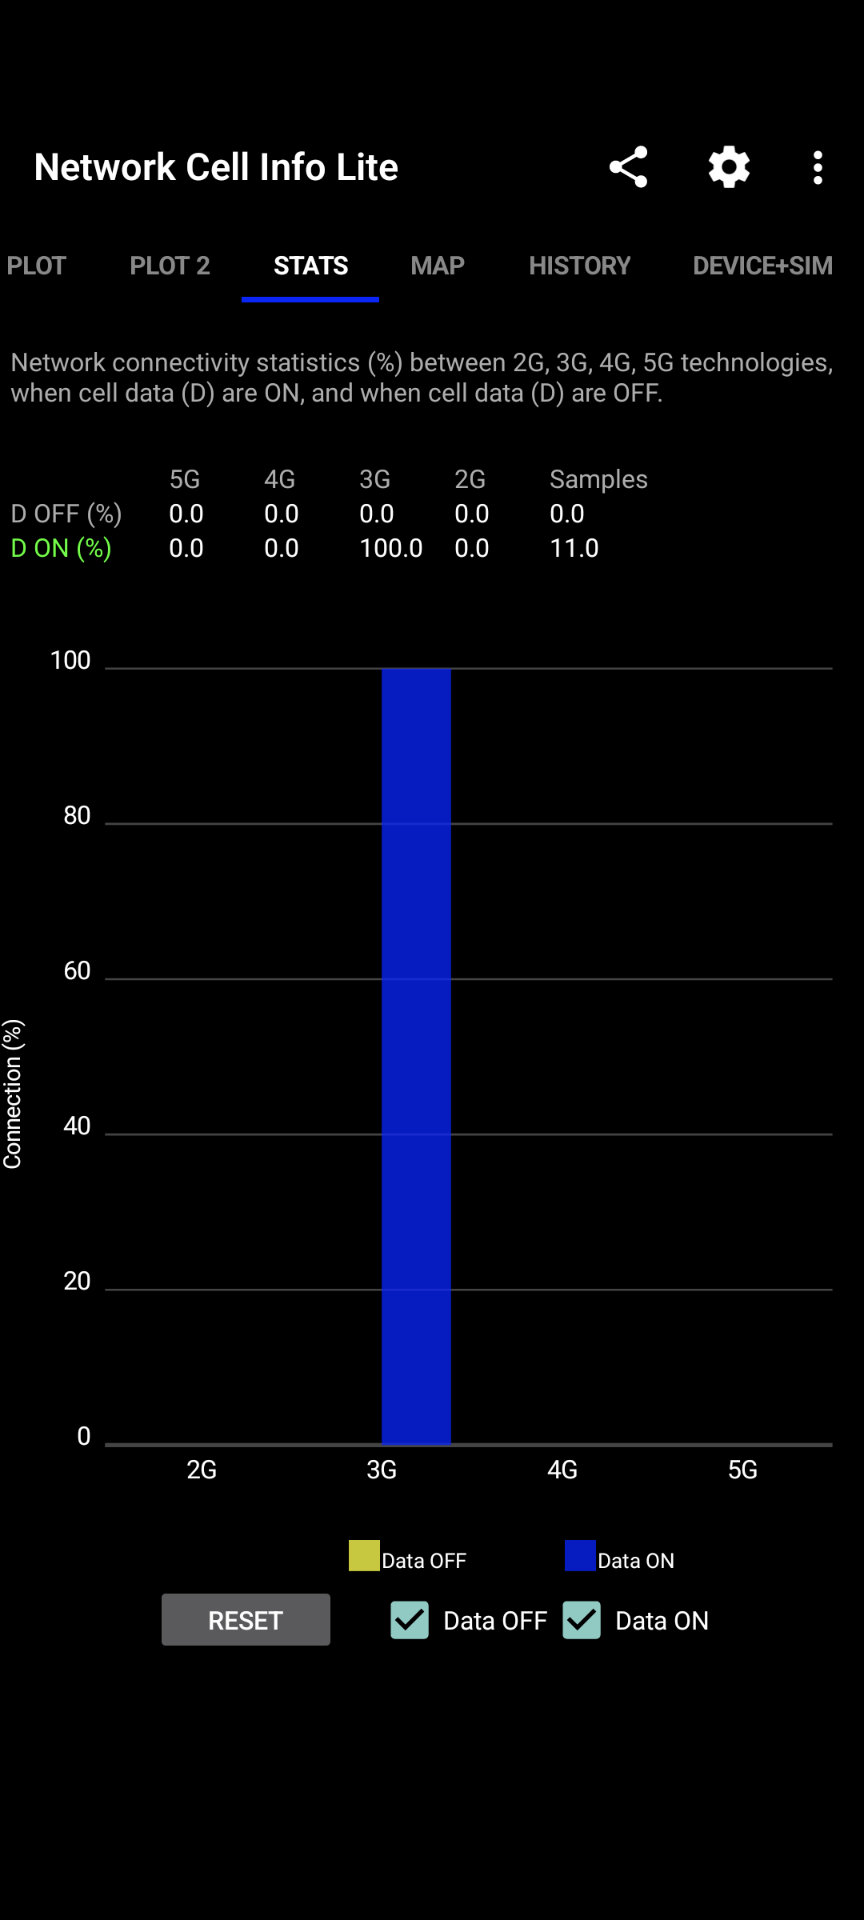 Network Cell Info Lite
PLOT PLOT 2 STATS MAP HISTORY DEVICE+SIM
Network connectivity statistics (%) between 2G, 3G, 4G, 5G technologies,
when cell data (D) are ON, and when cell data (D) are OFF.
5G 4G 3G 2G Samples
D OFF (%) 0.0 0.0 0.0 0.0 0.0
D ON (%) 0.0 0.0 100.0 0.0 11.0
100
80
60
Connection (%)
40
20
0
2G 3G 4G 5G
Data OFF Data ON
RESET Data OFF Data ON